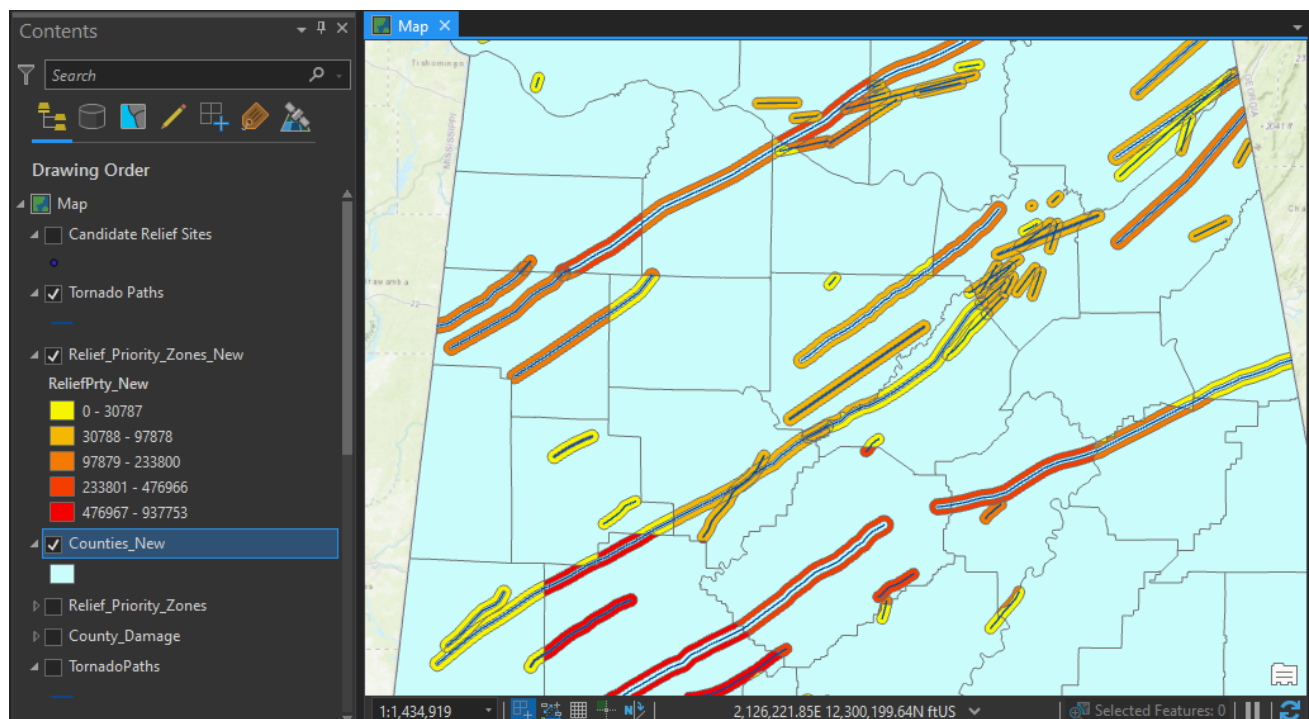 Contents
Search
Drawing Order
Map
Candidate Relief Sites
Tornado Paths
Relief_Priority_Zones_New
ReliefPrty_New
0 - 30787
30788 - 97878
97879 - 233800
233801 - 476966
476967 - 937753
Counties_New
Relief_Priority_Zones
County_Damage
TornadoPaths
Map
Tishomingo
MISSISSIPPI
Itawamba
22
GEORGIA
1:1,434,919
2,126,221.85E 12,300,199.64N ftUS
Selected Features: 0